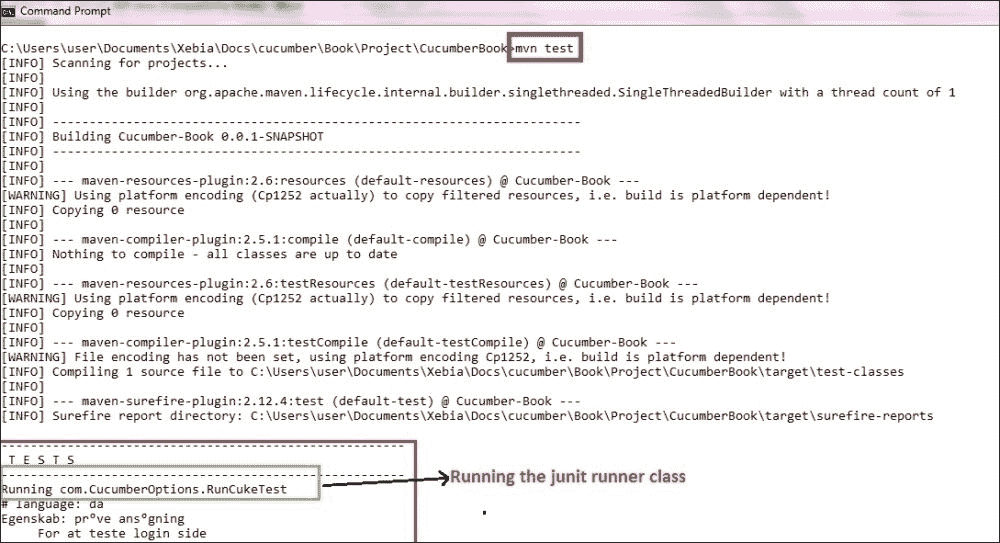 Command Prompt
C:\Users\user\Documents\Xebia\Docs\cucumber\Book\Project\CucumberBook>mvn test
[INFO] Scanning for projects...
[INFO]
[INFO] Using the builder org.apache.maven.lifecycle.internal.builder.singlethreaded.SingleThreadedBuilder with a thread count of 1
[INFO]
[INFO] ------------------------------------------------------------------------
[INFO] Building Cucumber-Book 0.0.1-SNAPSHOT
[INFO] ------------------------------------------------------------------------
[INFO]
[INFO] --- maven-resources-plugin:2.6:resources (default-resources) @ Cucumber-Book ---
[WARNING] Using platform encoding (Cp1252 actually) to copy filtered resources, i.e. build is platform dependent!
[INFO] Copying 0 resource
[INFO]
[INFO] --- maven-compiler-plugin:2.5.1:compile (default-compile) @ Cucumber-Book ---
[INFO] Nothing to compile - all classes are up to date
[INFO]
[INFO] --- maven-resources-plugin:2.6:testResources (default-testResources) @ Cucumber-Book ---
[WARNING] Using platform encoding (Cp1252 actually) to copy filtered resources, i.e. build is platform dependent!
[INFO] Copying 0 resource
[INFO]
[INFO] --- maven-compiler-plugin:2.5.1:testCompile (default-testCompile) @ Cucumber-Book ---
[WARNING] File encoding has not been set, using platform encoding Cp1252, i.e. build is platform dependent!
[INFO] Compiling 1 source file to C:\Users\user\Documents\Xebia\Docs\cucumber\Book\Project\CucumberBook\target\test-classes
[INFO]
[INFO] --- maven-surefire-plugin:2.12.4:test (default-test) @ Cucumber-Book ---
[INFO] Surefire report directory: C:\Users\user\Documents\Xebia\Docs\cucumber\Book\Project\CucumberBook\target\surefire-reports
-------------------------------------------------------
T E S T S
-------------------------------------------------------
Running com.CucumberOptions.RunCukeTest
Running the junit runner class
# language: da
Egenskab: prºve ansºgning
For at teste login side